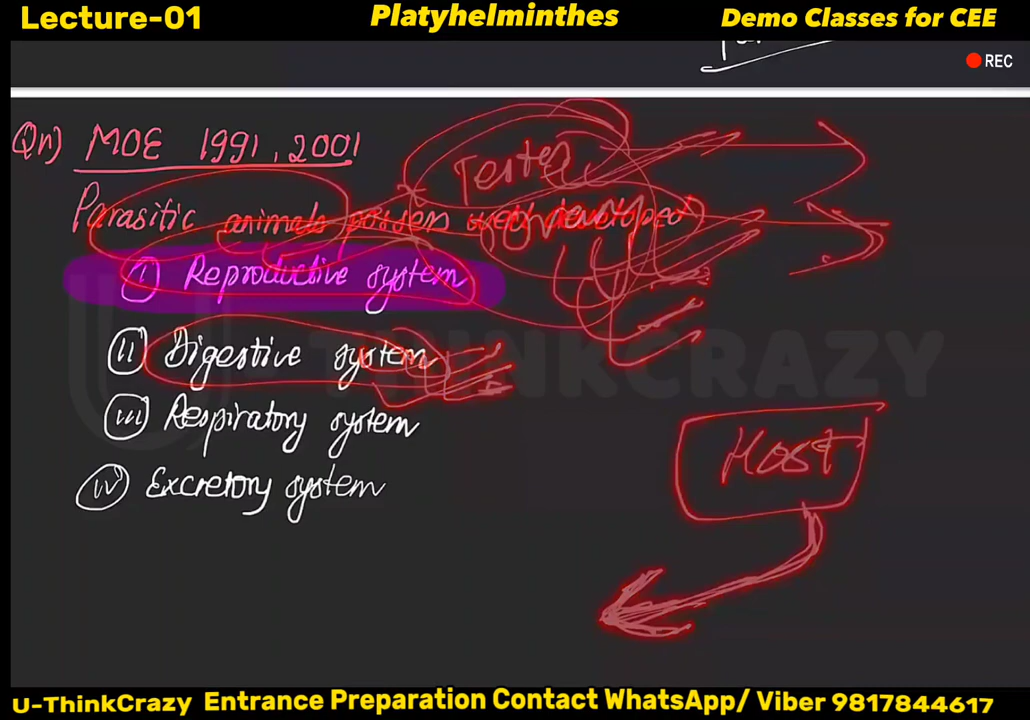 Lecture-01
Platyhelminthes
Demo Classes for CEE
REC
Qn) MOE 1991, 2001
Testes
Parasitic animals possess well developed
(i) Reproductive system
(ii) Digestive system
(iii) Respiratory system
(iv) Excretory system
Host
U THINKCRAZY
U-ThinkCrazy Entrance Preparation Contact WhatsApp/ Viber 9817844617